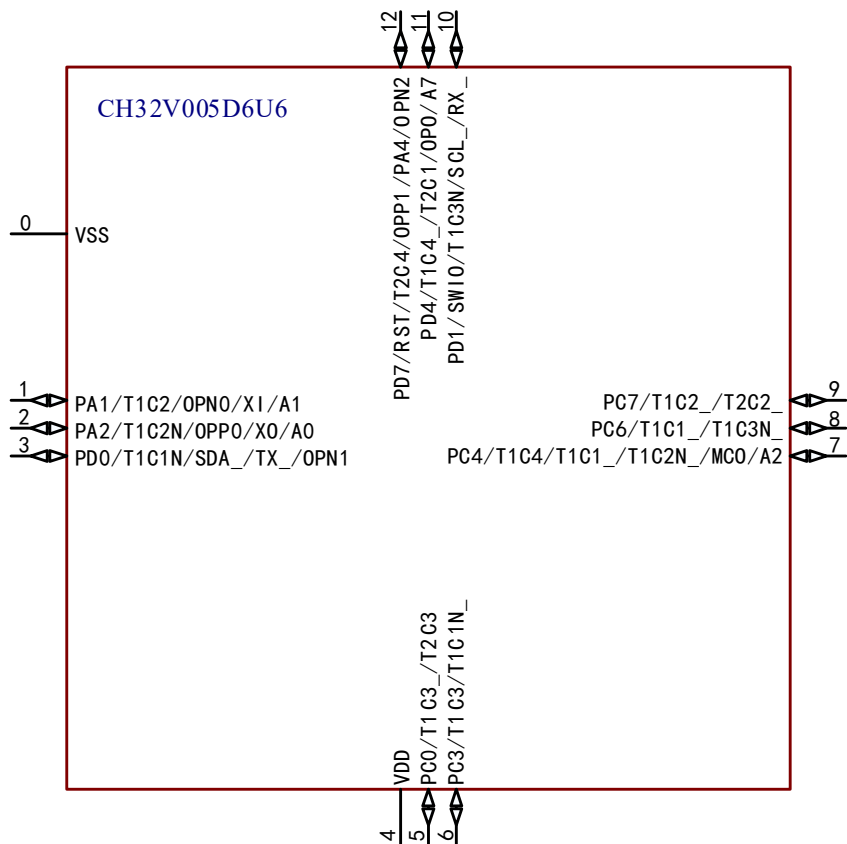 12
11
10
CH32V005D6U6
PD7/RST/T2C4/OPP1/PA4/OPN2
PD4/T1C4_/T2C1/OPO/A7
PD1/SWIO/T1C3N/SCL_/RX_
0
VSS
1
PA1/T1C2/OPN0/XI/A1
2
PA2/T1C2N/OPP0/XO/A0
3
PD0/T1C1N/SDA_/TX_/OPN1
PC7/T1C2_/T2C2_
9
PC6/T1C1_/T1C3N_
8
PC4/T1C4/T1C1_/T1C2N_/MCO/A2
7
VDD
PC0/T1C3_/T2C3
PC3/T1C3/T1C1N_
4
5
6